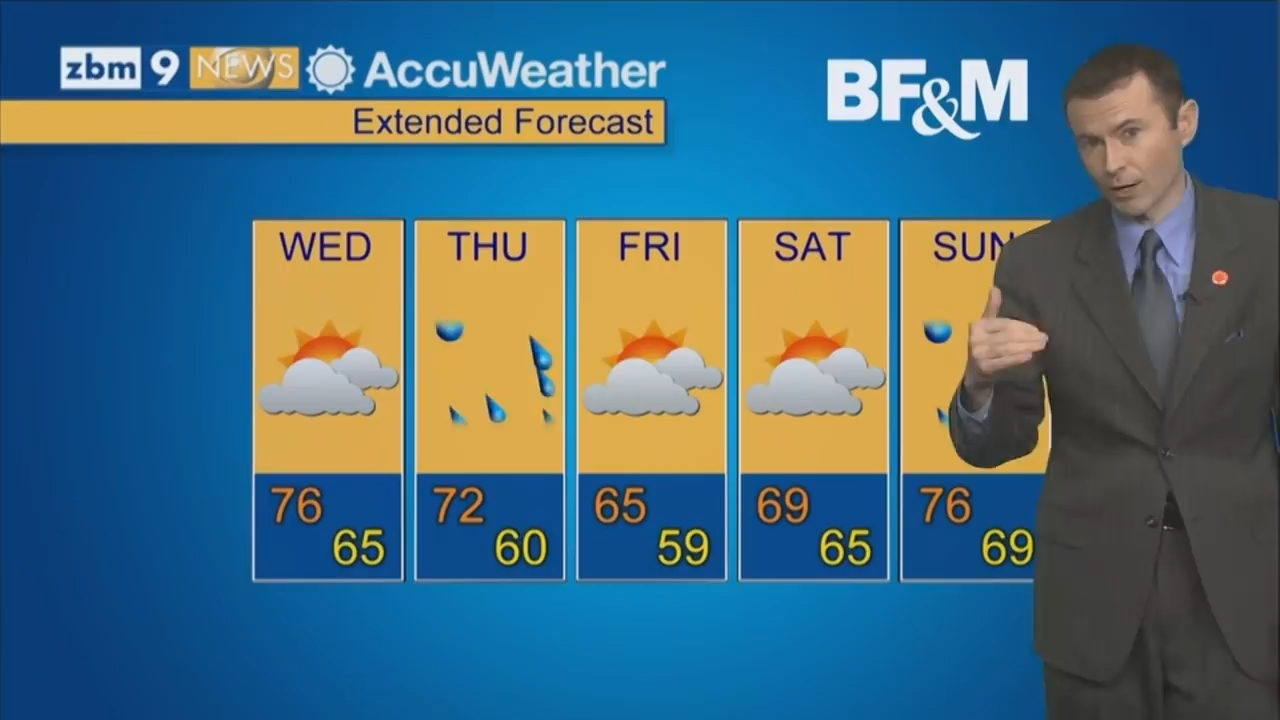 zbm 9 NEWS AccuWeather
Extended Forecast
BF&M
WED THU FRI SAT SUN
76 72 65 69 76
65 60 59 65 69